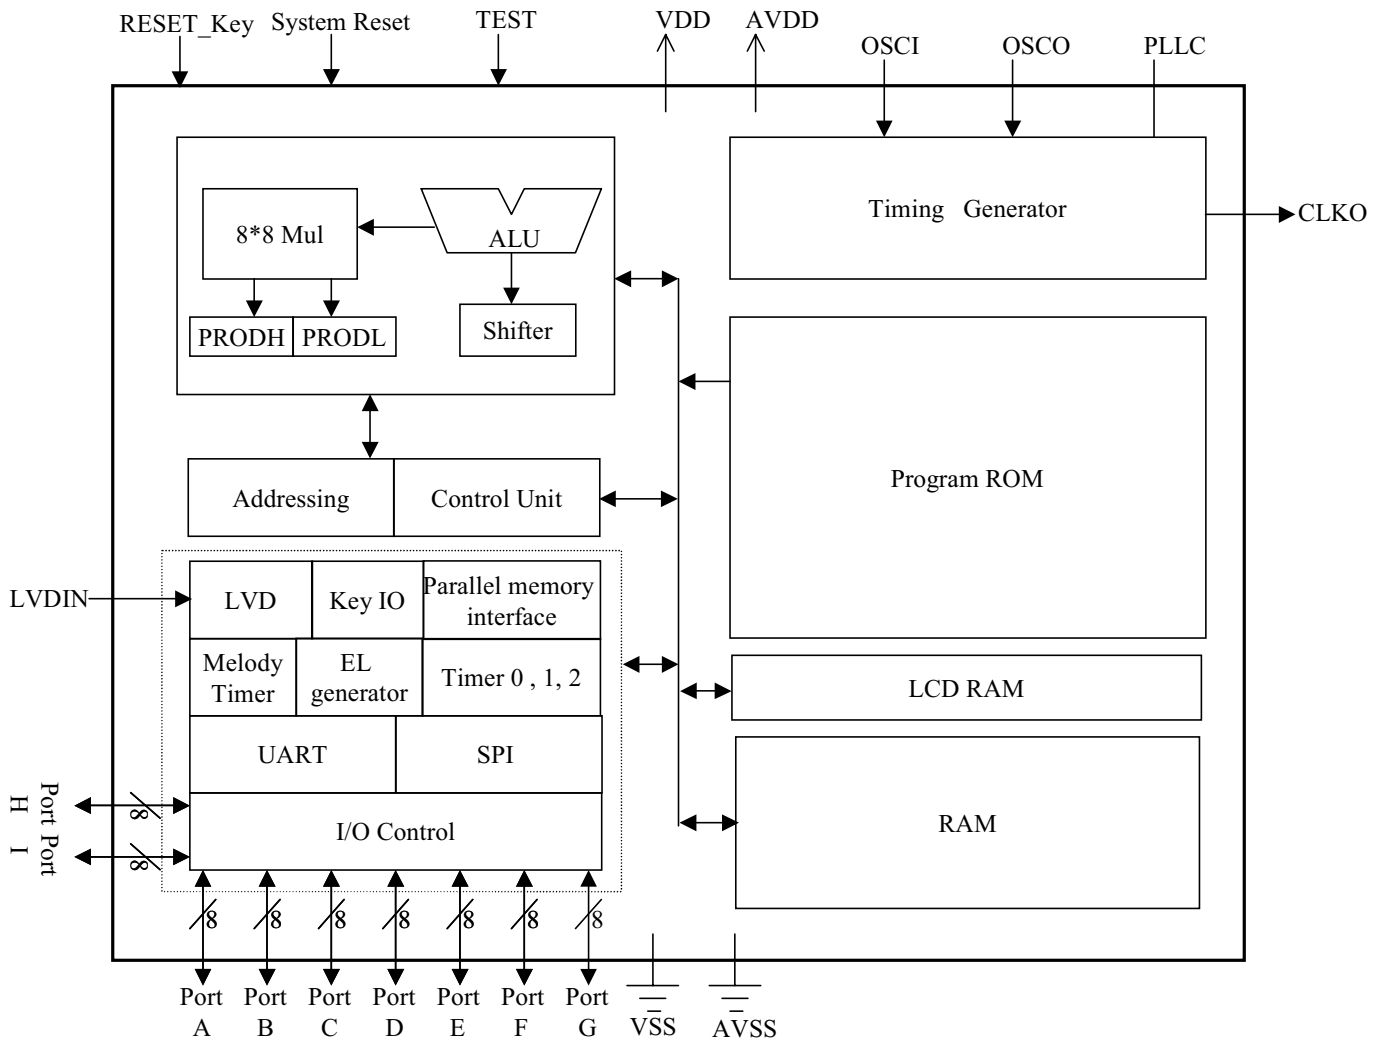 RESET_Key
System Reset
TEST
VDD
AVDD
OSCI
OSCO
PLLC
8*8 Mul
ALU
PRODH
PRODL
Shifter
Timing Generator
CLKO
Program ROM
Addressing
Control Unit
LVDIN
LVD
Key IO
Parallel memory
interface
Melody
Timer
EL
generator
Timer 0 , 1, 2
LCD RAM
UART
SPI
I/O Control
RAM
Port
H
8
Port
I
8
8
8
8
8
8
8
8
Port
A
Port
B
Port
C
Port
D
Port
E
Port
F
Port
G
VSS
AVSS